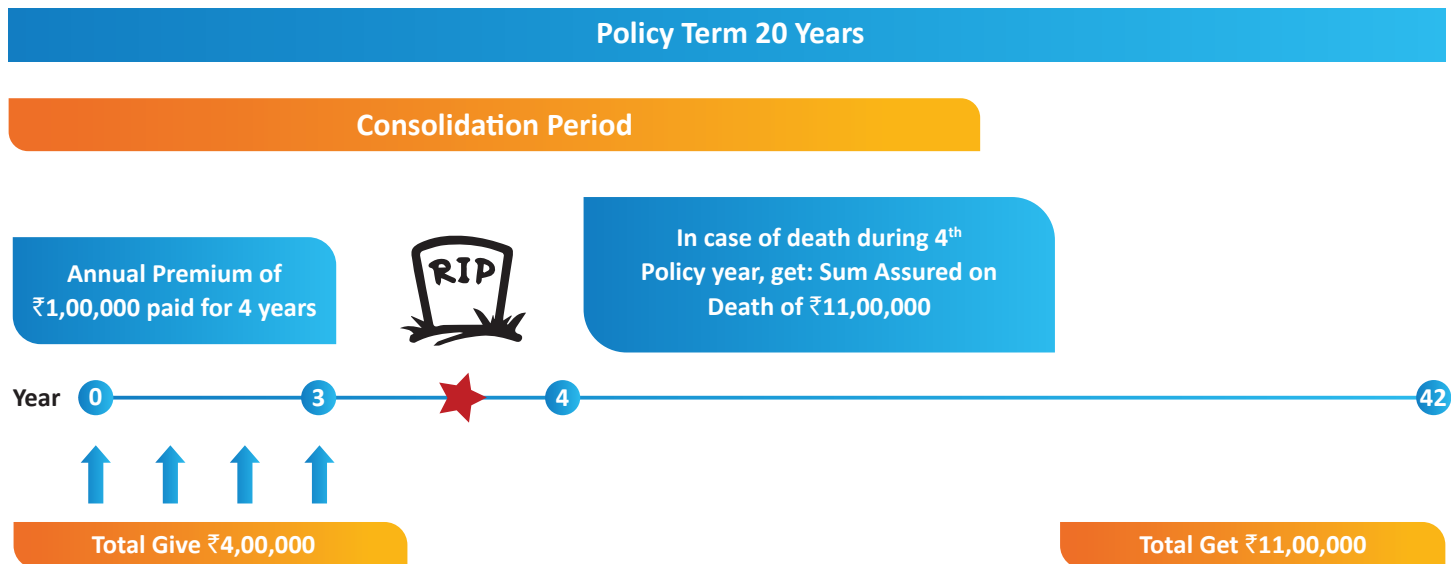 Policy Term 20 Years
Consolidation Period
Annual Premium of
₹1,00,000 paid for 4 years
RIP
In case of death during 4th
Policy year, get: Sum Assured on
Death of ₹11,00,000
Year 0 3 4 42
Total Give ₹4,00,000
Total Get ₹11,00,000